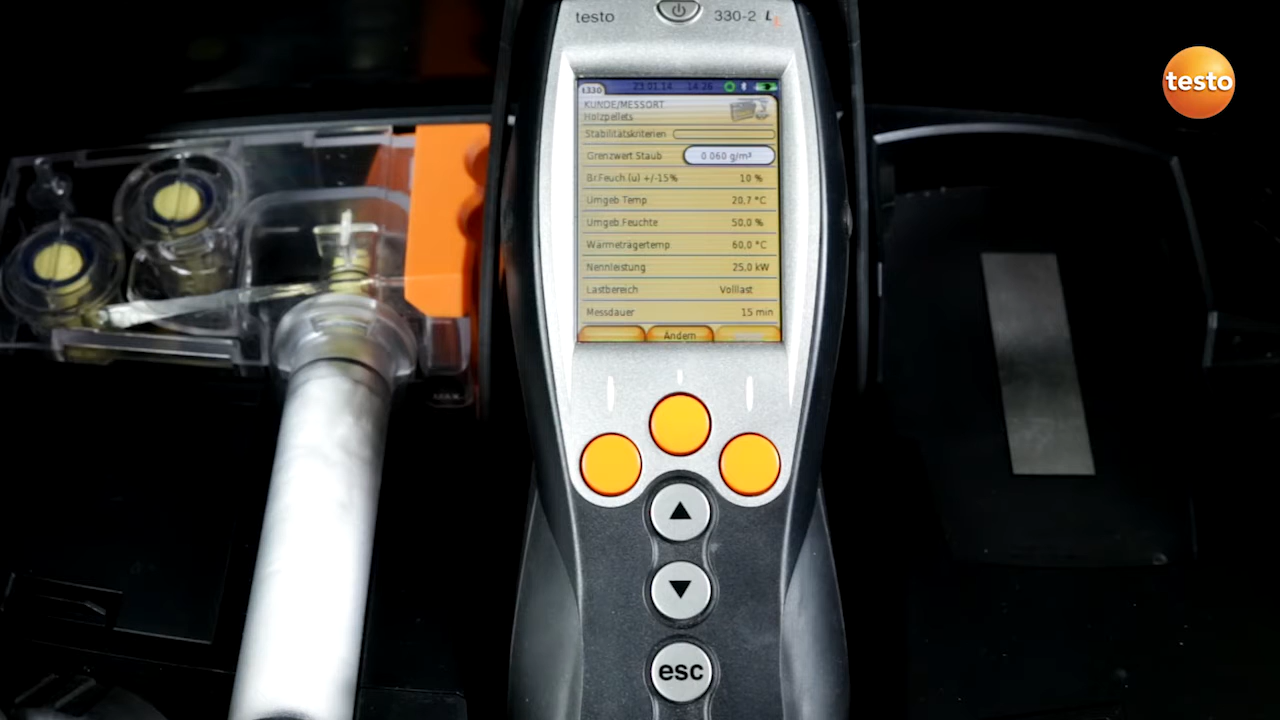 testo
330-2 LL
testo
t330 23.01.14 14:26
KUNDE/MESSORT
Holzpellets
Stabilitätskriterien
Grenzwert Staub 0.060 g/m³
Br.Feuch.(u) +/-15% 10 %
Umgeb Temp 20,7 °C
Umgeb.Feuchte 50,0 %
Wärmeträgertemp 60,0 °C
Nennleistung 25,0 kW
Lastbereich Volllast
Messdauer 15 min
Ändern
esc